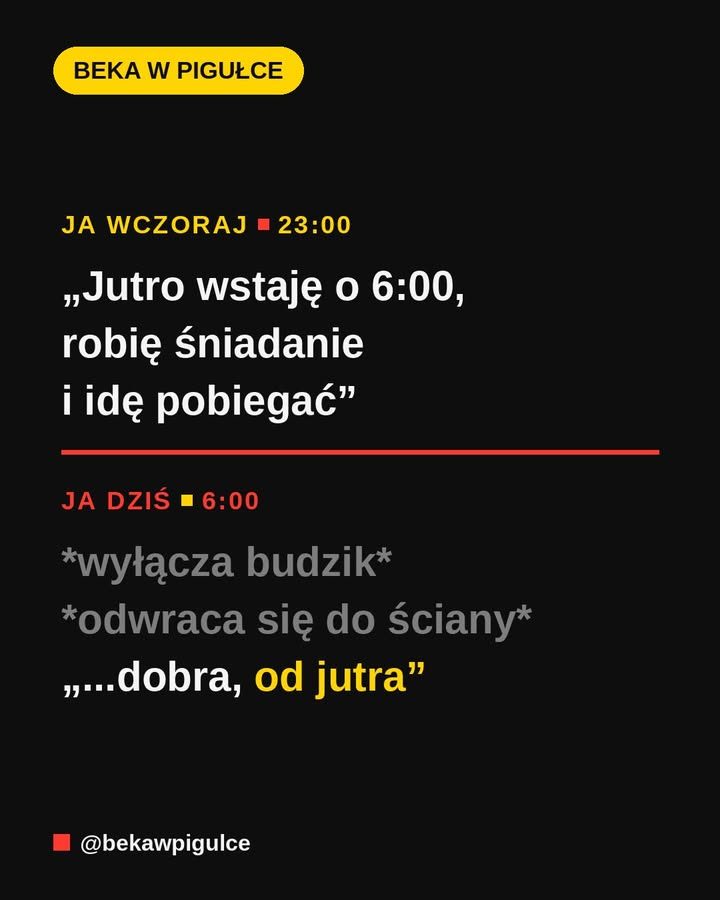 BEKA W PIGUŁCE
JA WCZORAJ ▪ 23:00
„Jutro wstaję o 6:00,
robię śniadanie
i idę pobiegać”
JA DZIŚ ▪ 6:00
*wyłącza budzik*
*odwraca się do ściany*
„...dobra, od jutra”
@bekawpigulce